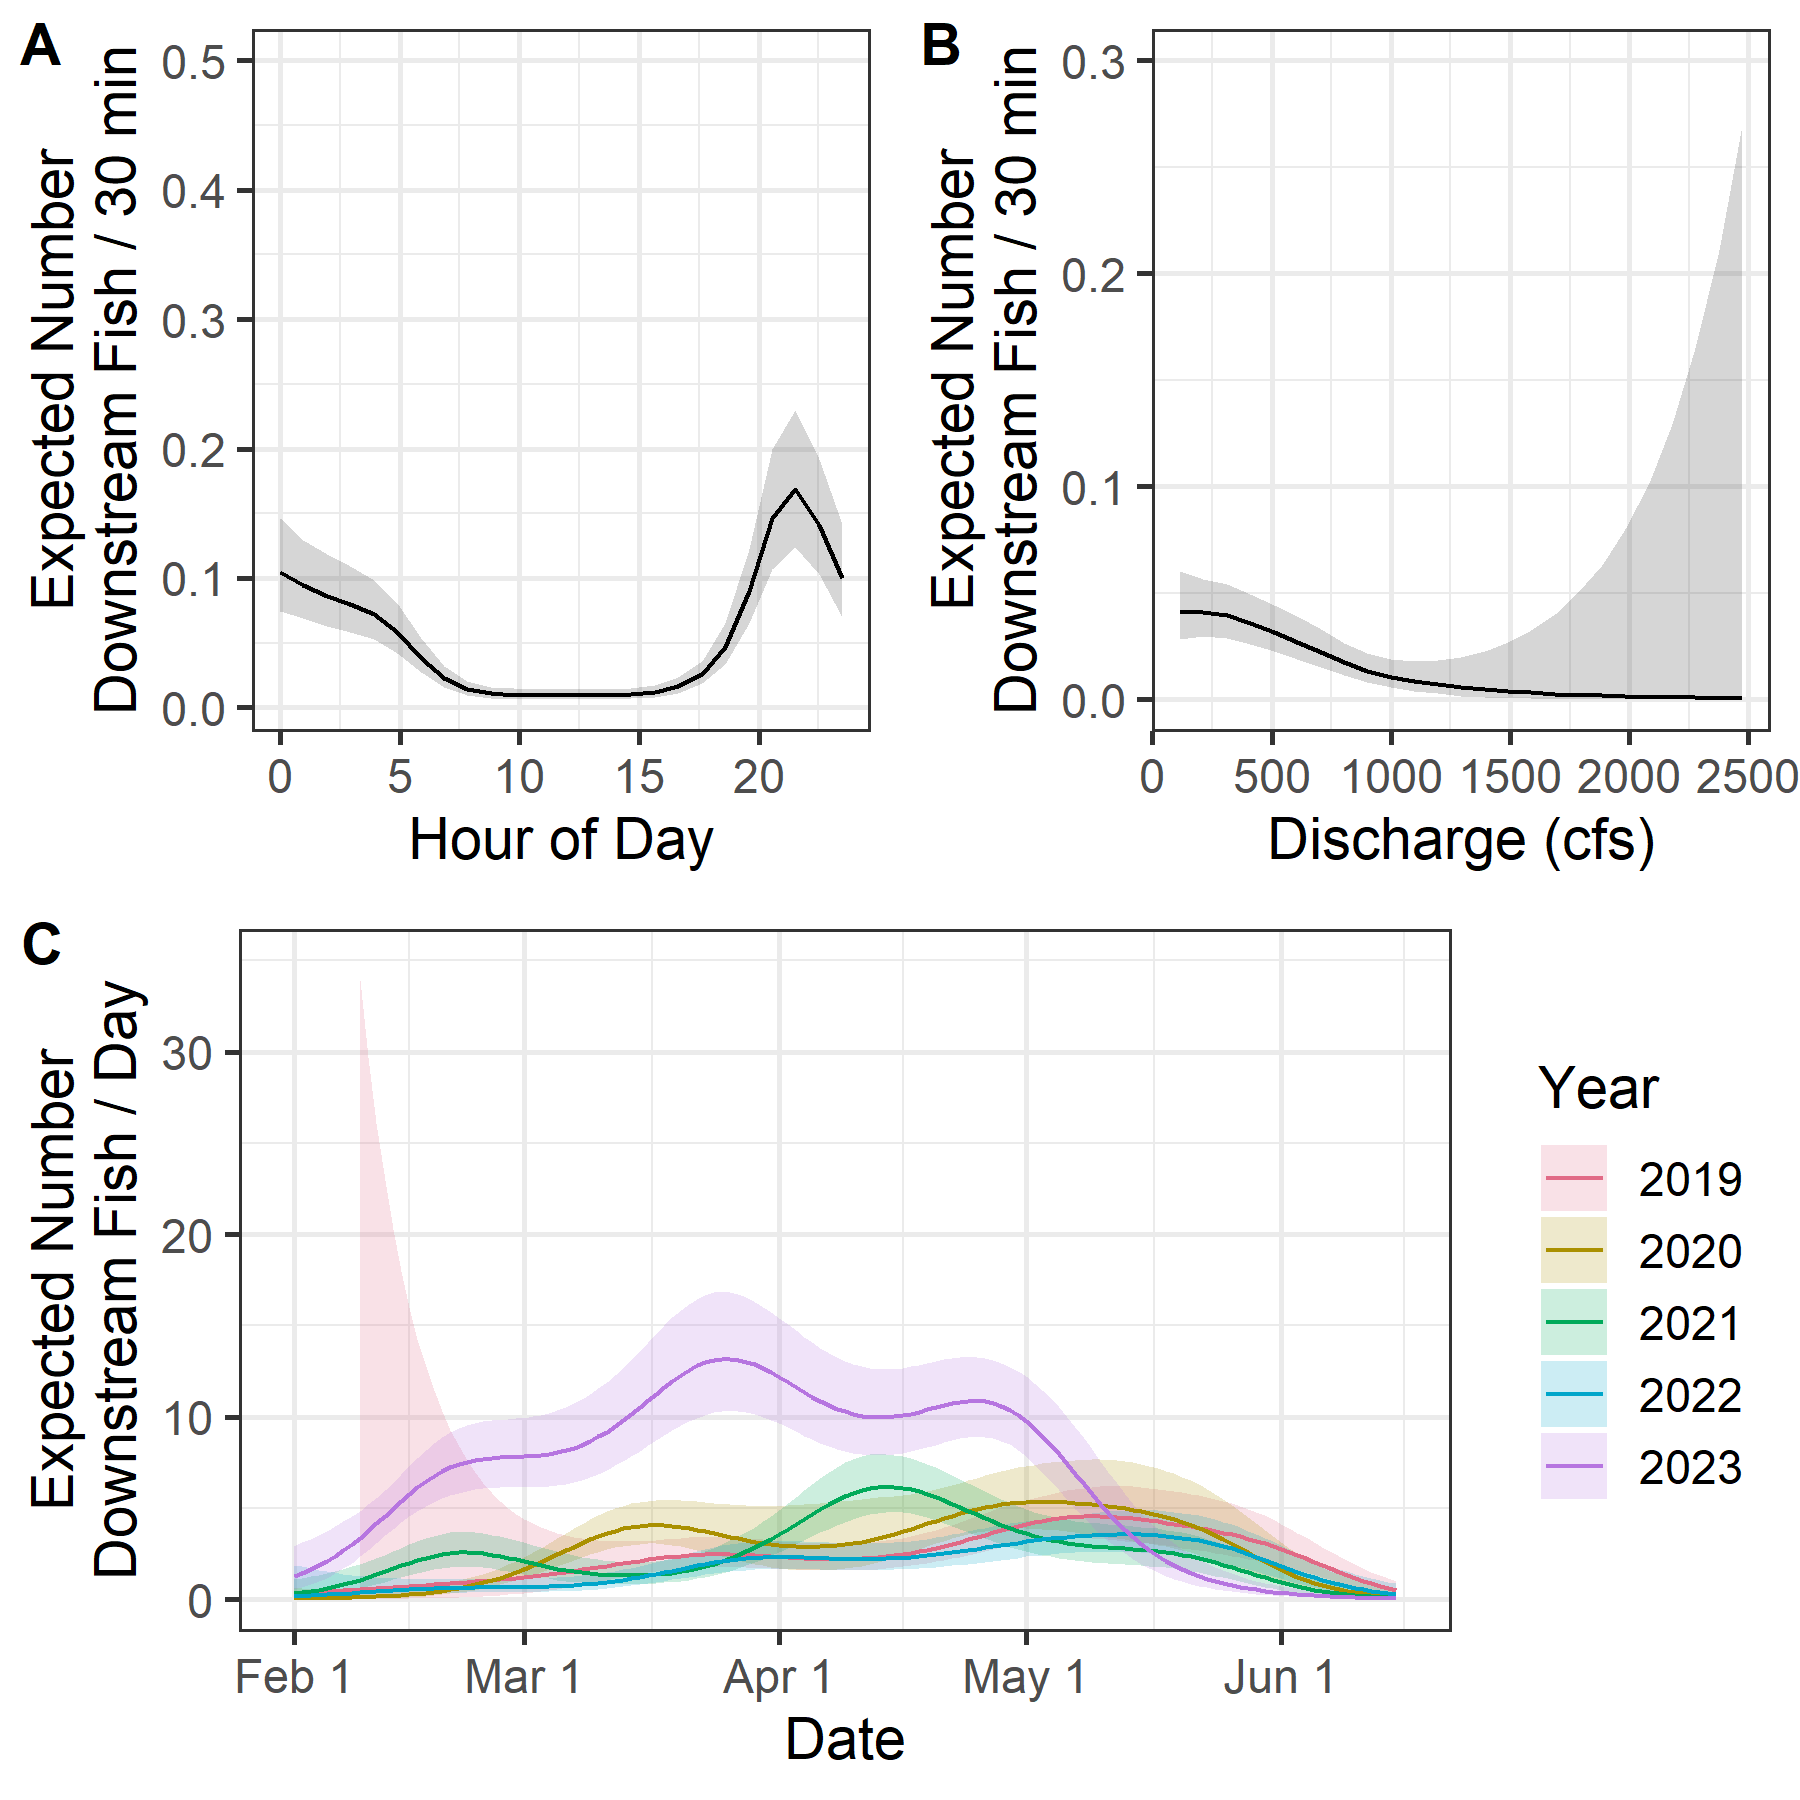 A
Expected Number
Downstream Fish / 30 min
0.5
0.4
0.3
0.2
0.1
0.0
0 5 10 15 20
Hour of Day
B
Expected Number
Downstream Fish / 30 min
0.3
0.2
0.1
0.0
0 500 1000 1500 2000 2500
Discharge (cfs)
C
Expected Number
Downstream Fish / Day
30
20
10
0
Feb 1 Mar 1 Apr 1 May 1 Jun 1
Date
Year
2019
2020
2021
2022
2023